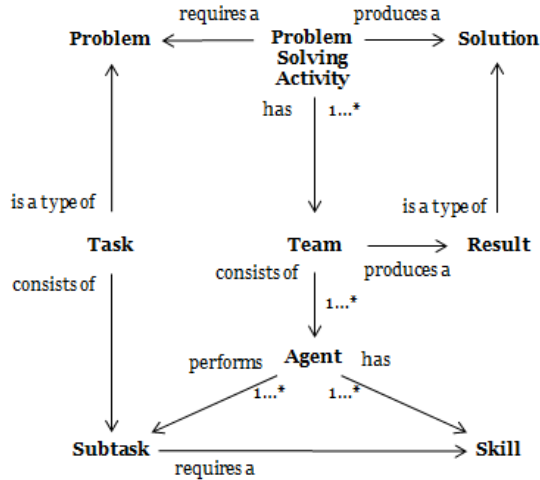 requires a
produces a
Problem
Problem
Solving
Activity
Solution
has
1...*
is a type of
is a type of
Task
Team
Result
consists of
consists of
produces a
1...*
performs
Agent
has
1...*
1...*
Subtask
Skill
requires a